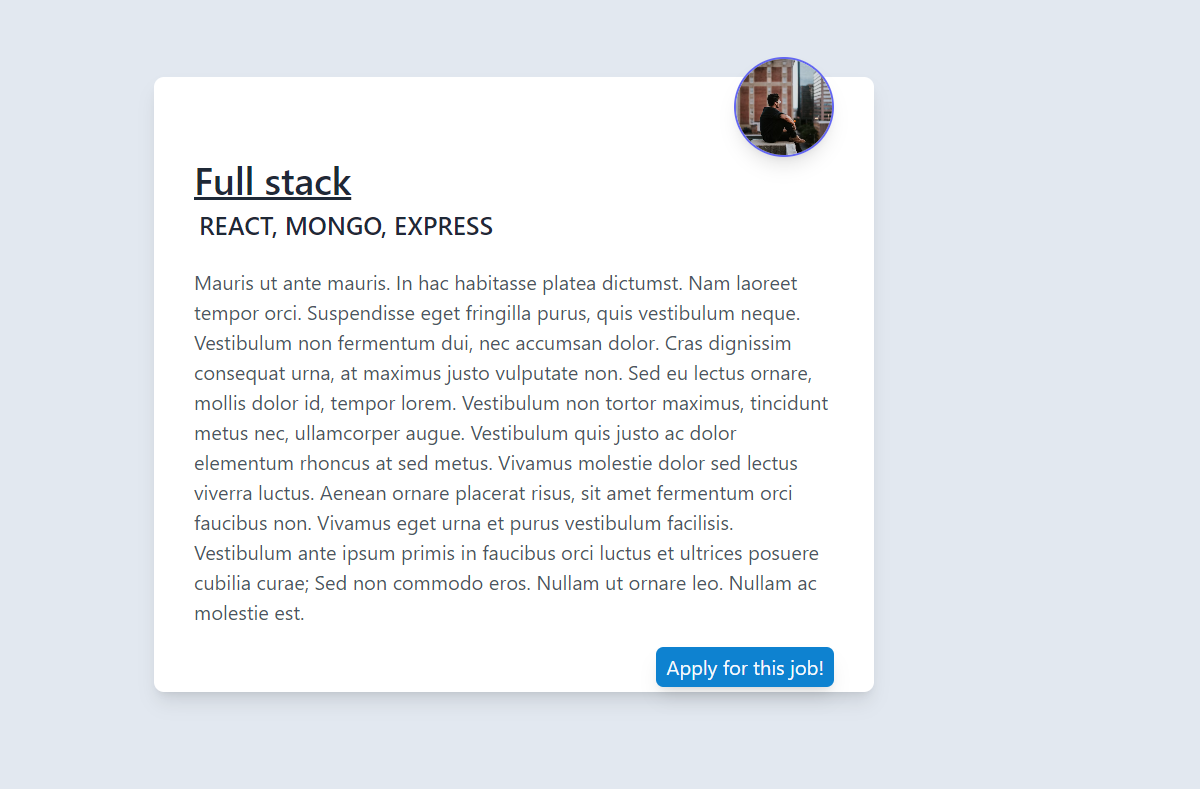 Full stack
REACT, MONGO, EXPRESS
Mauris ut ante mauris. In hac habitasse platea dictumst. Nam laoreet
tempor orci. Suspendisse eget fringilla purus, quis vestibulum neque.
Vestibulum non fermentum dui, nec accumsan dolor. Cras dignissim
consequat urna, at maximus justo vulputate non. Sed eu lectus ornare,
mollis dolor id, tempor lorem. Vestibulum non tortor maximus, tincidunt
metus nec, ullamcorper augue. Vestibulum quis justo ac dolor
elementum rhoncus at sed metus. Vivamus molestie dolor sed lectus
viverra luctus. Aenean ornare placerat risus, sit amet fermentum orci
faucibus non. Vivamus eget urna et purus vestibulum facilisis.
Vestibulum ante ipsum primis in faucibus orci luctus et ultrices posuere
cubilia curae; Sed non commodo eros. Nullam ut ornare leo. Nullam ac
molestie est.
Apply for this job!